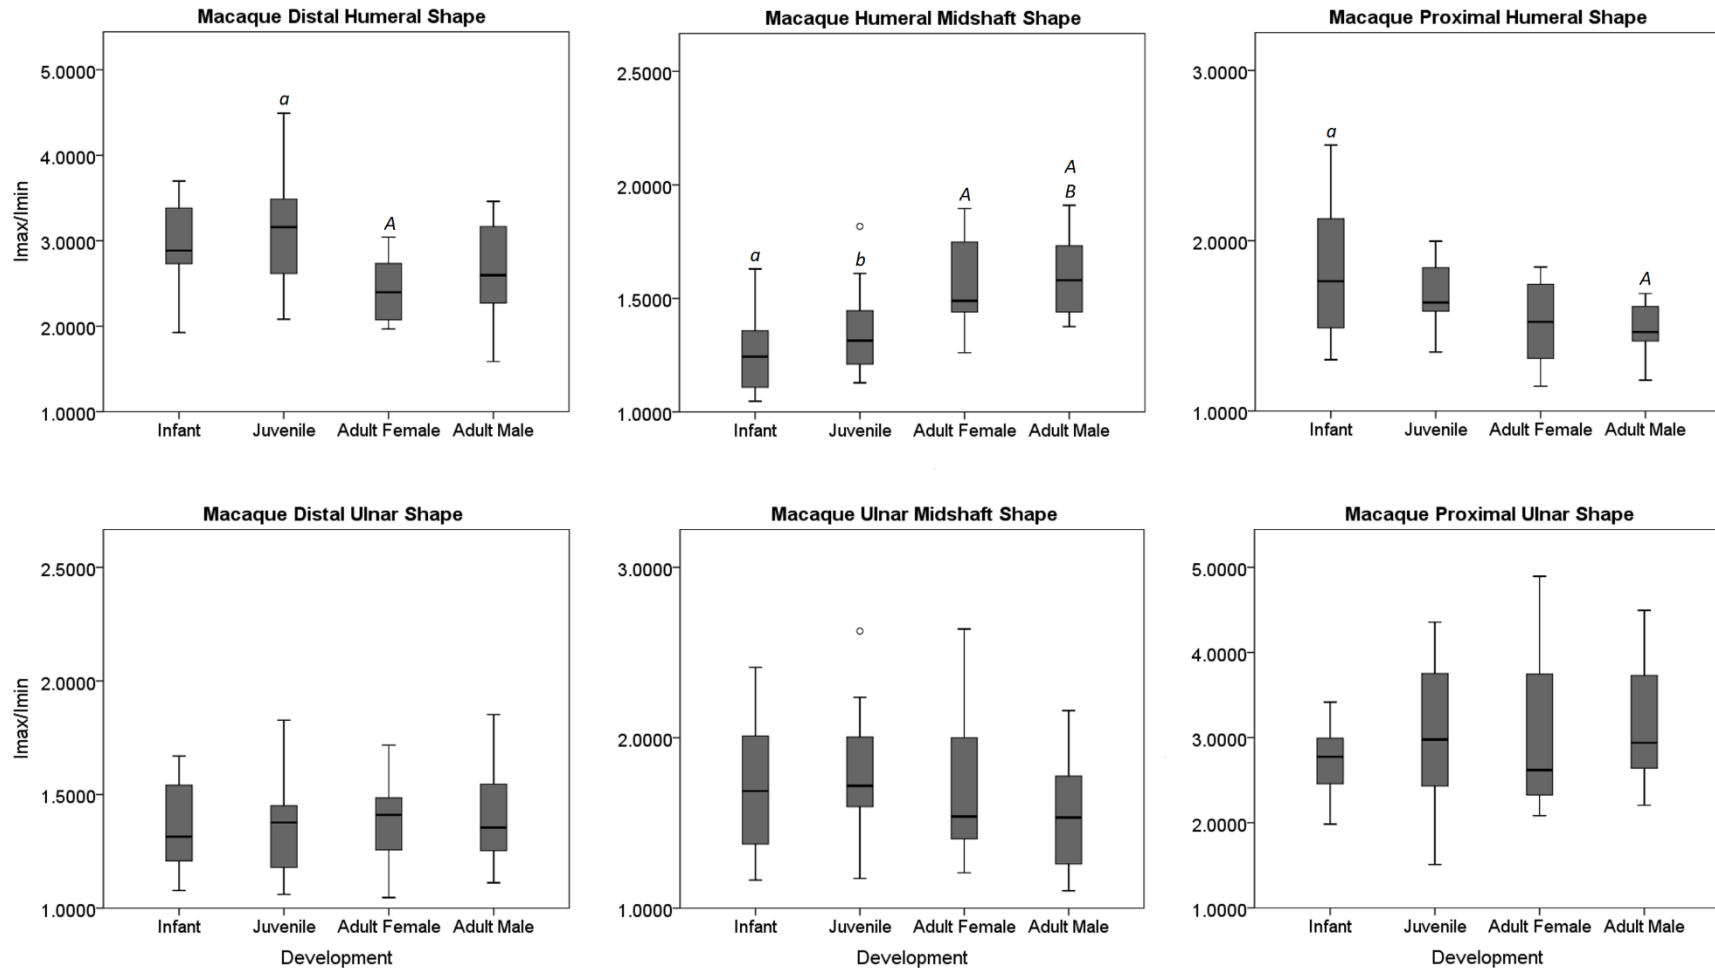 Macaque Distal Humeral Shape
5.0000
4.0000
3.0000
2.0000
1.0000
Imax/Imin
a
A
Infant Juvenile Adult Female Adult Male
Macaque Humeral Midshaft Shape
2.5000
2.0000
1.5000
1.0000
a
b
A
A
B
Infant Juvenile Adult Female Adult Male
Macaque Proximal Humeral Shape
3.0000
2.0000
1.0000
a
A
Infant Juvenile Adult Female Adult Male
Macaque Distal Ulnar Shape
2.5000
2.0000
1.5000
1.0000
Imax/Imin
Infant Juvenile Adult Female Adult Male
Development
Macaque Ulnar Midshaft Shape
3.0000
2.0000
1.0000
Infant Juvenile Adult Female Adult Male
Development
Macaque Proximal Ulnar Shape
5.0000
4.0000
3.0000
2.0000
1.0000
Infant Juvenile Adult Female Adult Male
Development